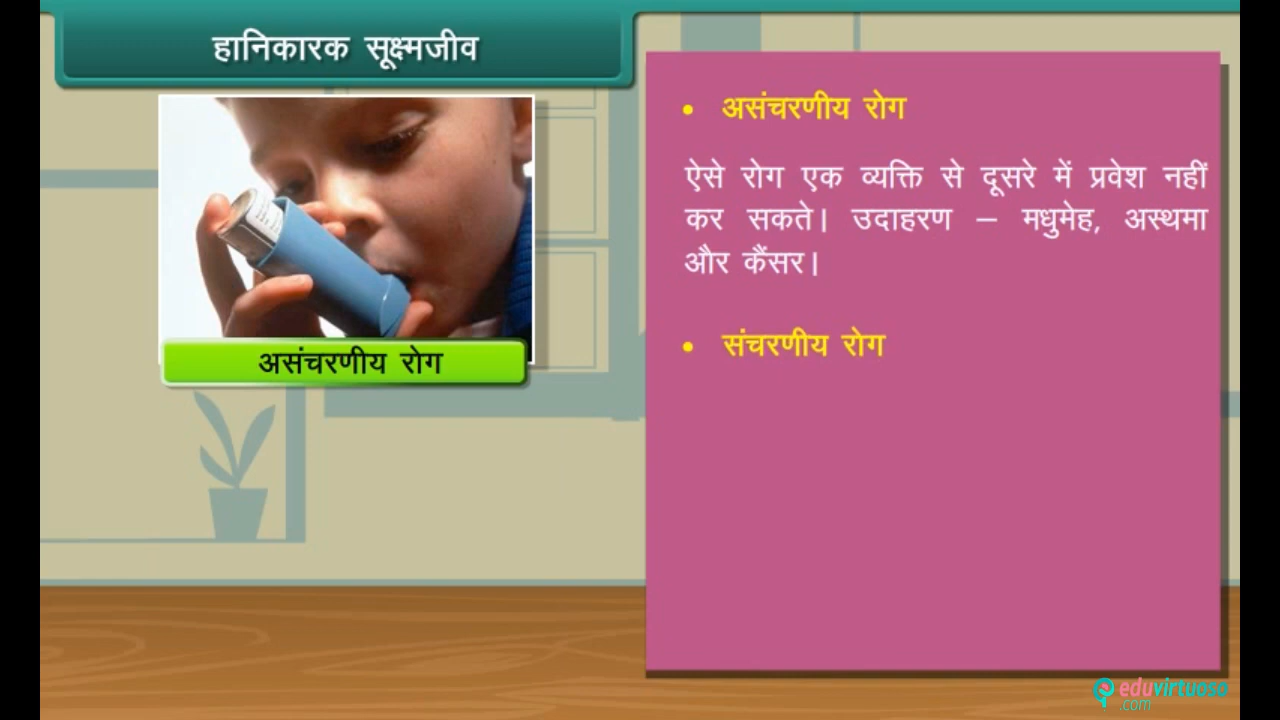 हानिकारक सूक्ष्मजीव
असंचरणीय रोग
• असंचरणीय रोग
ऐसे रोग एक व्यक्ति से दूसरे में प्रवेश नहीं
कर सकते। उदाहरण – मधुमेह, अस्थमा
और कैंसर।
• संचरणीय रोग
eduvirtuoso
.com